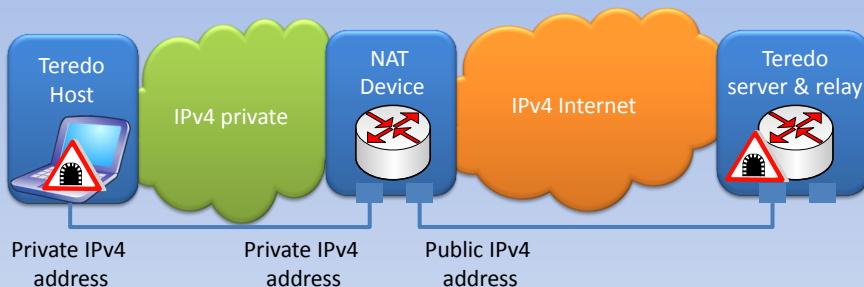 Teredo
Host
IPv4 private
NAT
Device
IPv4 Internet
Teredo
server & relay
Private IPv4
address
Private IPv4
address
Public IPv4
address